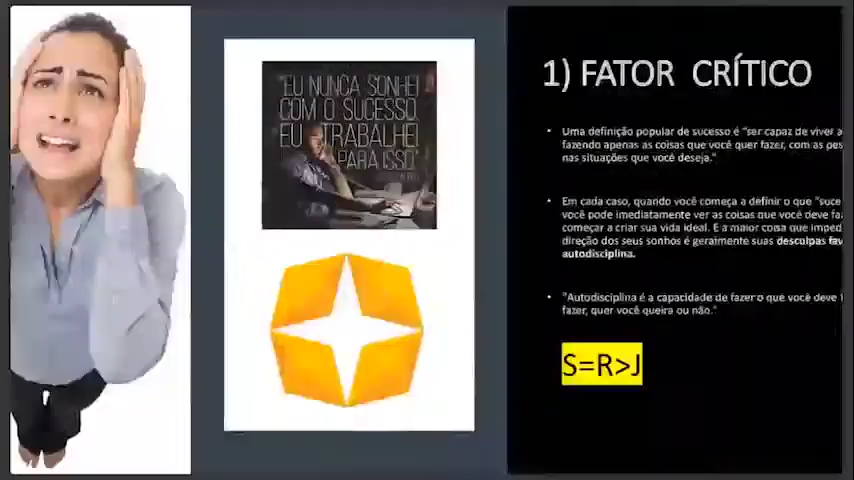 "EU NUNCA SONHEI
COM O SUCESSO.
EU TRABALHEI
PARA ISSO"
1) FATOR CRÍTICO
• Uma definição popular de sucesso é "ser capaz de viver a
fazendo apenas as coisas que você quer fazer, com as pes
nas situações que você deseja."
• Em cada caso, quando você começa a definir o que "suce
você pode imediatamente ver as coisas que você deve fa
começar a criar sua vida ideal. E a maior coisa que imped
direção dos seus sonhos é geralmente suas desculpas fav
autodisciplina.
• "Autodisciplina é a capacidade de fazer o que você deve
fazer, quer você queira ou não."
S=R>J